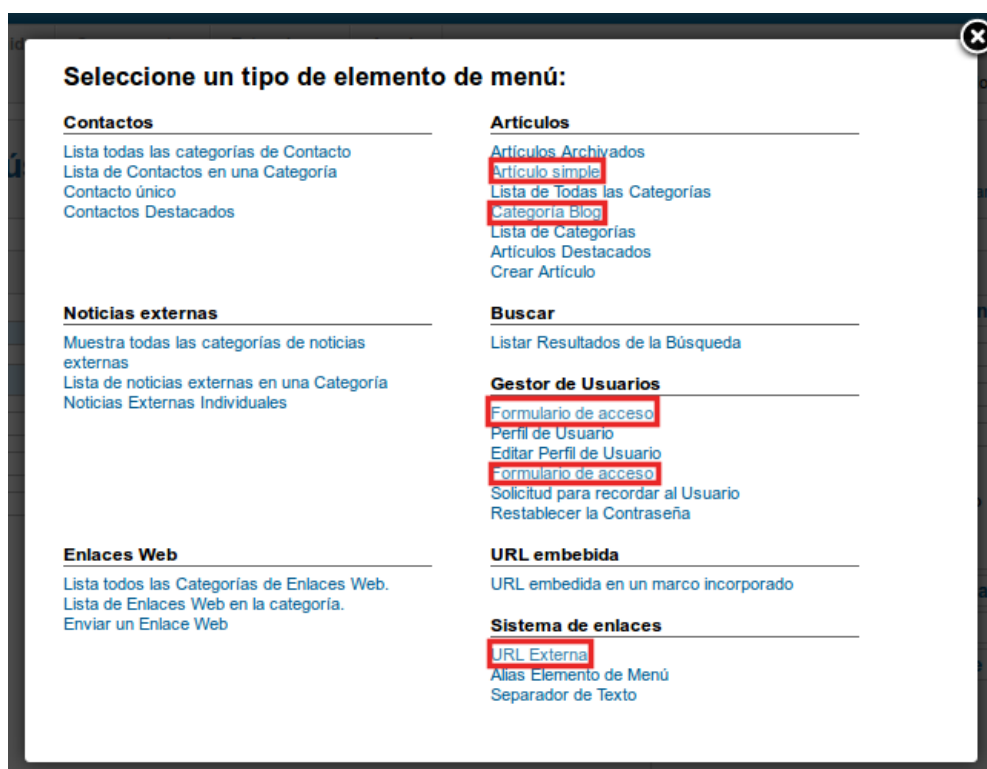 Seleccione un tipo de elemento de menú:
Contactos
Lista todas las categorías de Contacto
Lista de Contactos en una Categoría
Contacto único
Contactos Destacados
Artículos
Artículos Archivados
Artículo simple
Lista de Todas las Categorías
Categoría Blog
Lista de Categorías
Artículos Destacados
Crear Artículo
Noticias externas
Muestra todas las categorías de noticias
externas
Lista de noticias externas en una Categoría
Noticias Externas Individuales
Buscar
Listar Resultados de la Búsqueda
Gestor de Usuarios
Formulario de acceso
Perfil de Usuario
Editar Perfil de Usuario
Formulario de acceso
Solicitud para recordar al Usuario
Restablecer la Contraseña
Enlaces Web
Lista todos las Categorías de Enlaces Web.
Lista de Enlaces Web en la categoría.
Enviar un Enlace Web
URL embebida
URL embedida en un marco incorporado
Sistema de enlaces
URL Externa
Alias Elemento de Menú
Separador de Texto